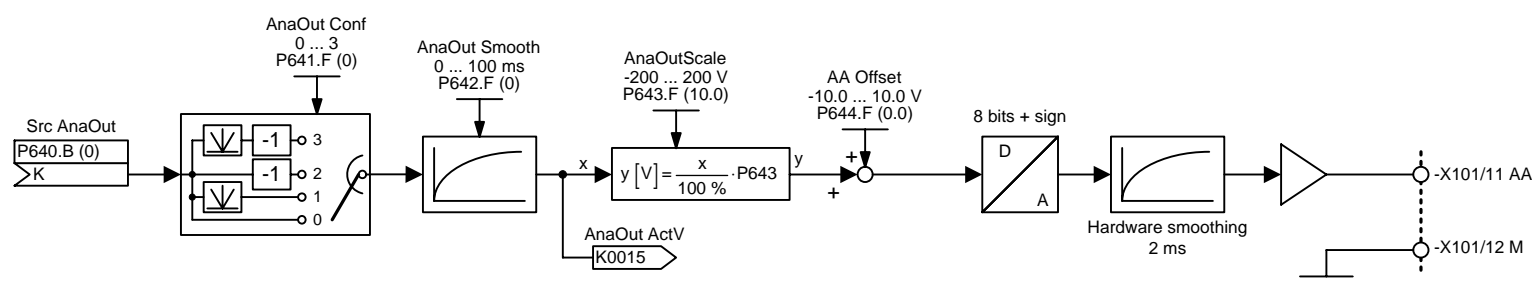 AnaOut Conf
0 ... 3
P641.F (0)
AnaOut Smooth
0 ... 100 ms
P642.F (0)
AnaOutScale
-200 ... 200 V
P643.F (10.0)
AA Offset
-10.0 ... 10.0 V
P644.F (0.0)
8 bits + sign
Src AnaOut
P640.B (0)
K
-1 3
-1 2
1
0
x
y [V] = x / 100 % · P643
y
+
+
D
A
Hardware smoothing
2 ms
-X101/11 AA
-X101/12 M
AnaOut ActV
K0015